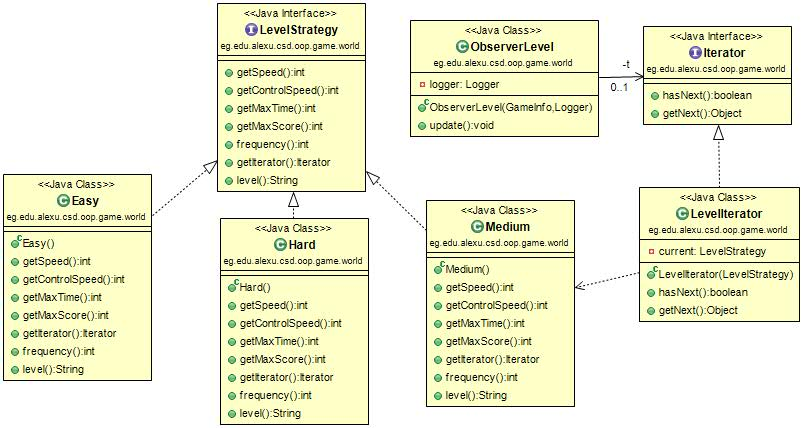 <<Java Interface>>
LevelStrategy
eg.edu.alexu.csd.oop.game.world
getSpeed():int
getControlSpeed():int
getMaxTime():int
getMaxScore():int
frequency():int
getIterator():Iterator
level():String
<<Java Class>>
ObserverLevel
eg.edu.alexu.csd.oop.game.world
logger: Logger
ObserverLevel(GameInfo,Logger)
update():void
-t
0..1
<<Java Interface>>
Iterator
eg.edu.alexu.csd.oop.game.world
hasNext():boolean
getNext():Object
<<Java Class>>
Easy
eg.edu.alexu.csd.oop.game.world
Easy()
getSpeed():int
getControlSpeed():int
getMaxTime():int
getMaxScore():int
getIterator():Iterator
frequency():int
level():String
<<Java Class>>
Hard
eg.edu.alexu.csd.oop.game.world
Hard()
getSpeed():int
getControlSpeed():int
getMaxTime():int
getMaxScore():int
getIterator():Iterator
frequency():int
level():String
<<Java Class>>
Medium
eg.edu.alexu.csd.oop.game.world
Medium()
getSpeed():int
getControlSpeed():int
getMaxTime():int
getMaxScore():int
getIterator():Iterator
frequency():int
level():String
<<Java Class>>
LevelIterator
eg.edu.alexu.csd.oop.game.world
current: LevelStrategy
LevelIterator(LevelStrategy)
hasNext():boolean
getNext():Object